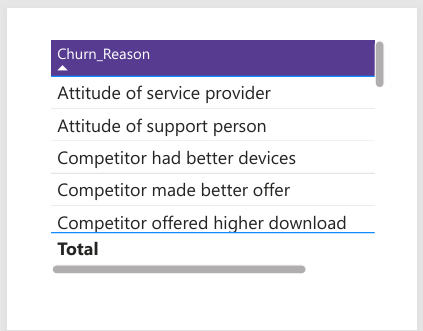 Churn_Reason
Attitude of service provider
Attitude of support person
Competitor had better devices
Competitor made better offer
Competitor offered higher download
Total